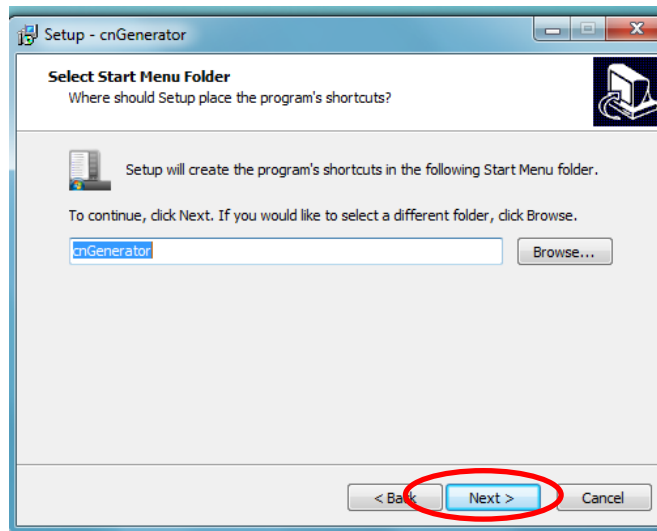 Setup - cnGenerator
Select Start Menu Folder
Where should Setup place the program's shortcuts?
Setup will create the program's shortcuts in the following Start Menu folder.
To continue, click Next. If you would like to select a different folder, click Browse.
cnGenerator
Browse...
< Back
Next >
Cancel